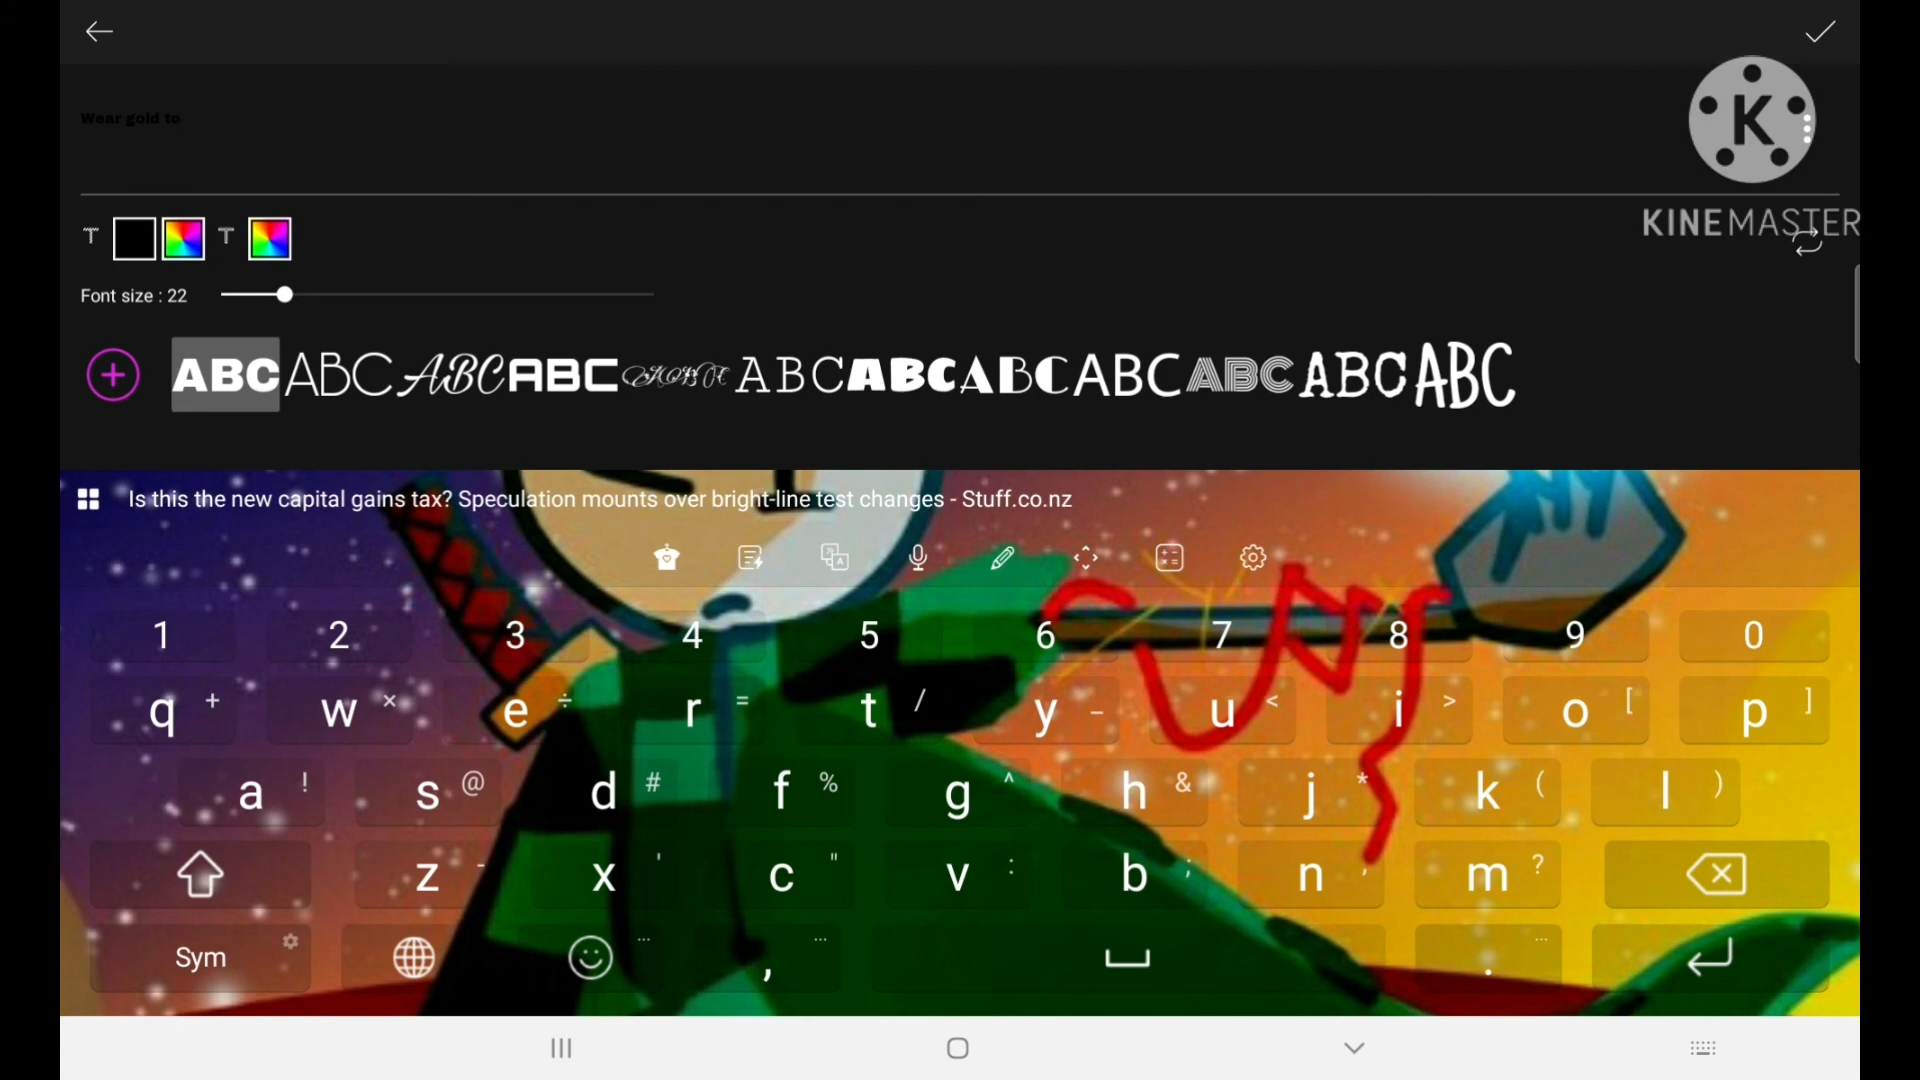 Wear gold to
K
KINEMASTER
T T
Font size : 22
ABC ABC ABC ABC ABC ABC ABC ABC ABC ABC ABC
Is this the new capital gains tax? Speculation mounts over bright-line test changes - Stuff.co.nz
1 2 3 4 5 6 7 8 9 0
q + w × e ÷ r = t / y _ u < i > o [ p ]
a ! s @ d # f % g ^ h & j * k ( l )
z - x ' c " v : b ; n , m ?
Sym , .